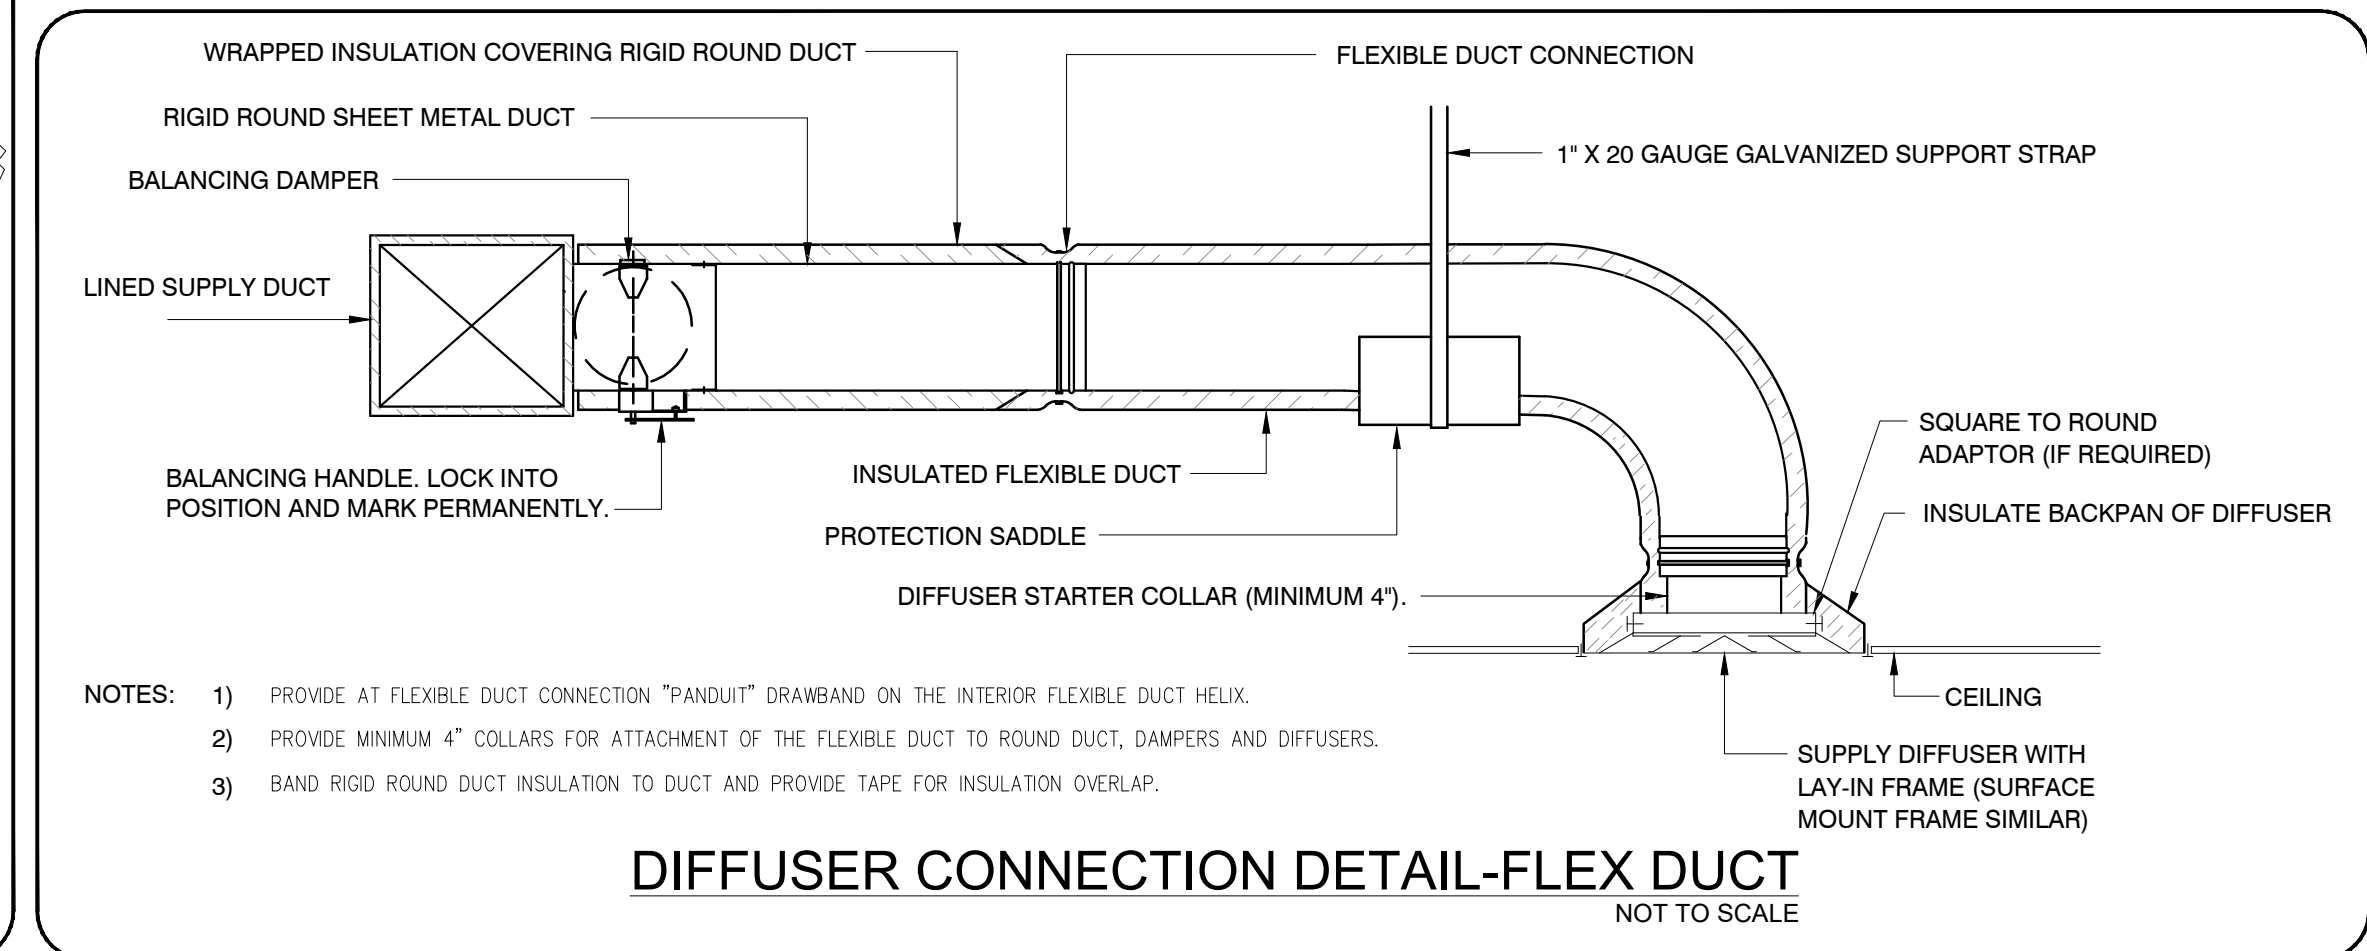 WRAPPED INSULATION COVERING RIGID ROUND DUCT
FLEXIBLE DUCT CONNECTION
RIGID ROUND SHEET METAL DUCT
1" X 20 GAUGE GALVANIZED SUPPORT STRAP
BALANCING DAMPER
LINED SUPPLY DUCT
BALANCING HANDLE. LOCK INTO
POSITION AND MARK PERMANENTLY.
INSULATED FLEXIBLE DUCT
PROTECTION SADDLE
DIFFUSER STARTER COLLAR (MINIMUM 4").
SQUARE TO ROUND
ADAPTOR (IF REQUIRED)
INSULATE BACKPAN OF DIFFUSER
CEILING
SUPPLY DIFFUSER WITH
LAY-IN FRAME (SURFACE
MOUNT FRAME SIMILAR)
NOTES: 1) PROVIDE AT FLEXIBLE DUCT CONNECTION "PANDUIT" DRAWBAND ON THE INTERIOR FLEXIBLE DUCT HELIX.
2) PROVIDE MINIMUM 4" COLLARS FOR ATTACHMENT OF THE FLEXIBLE DUCT TO ROUND DUCT, DAMPERS AND DIFFUSERS.
3) BAND RIGID ROUND DUCT INSULATION TO DUCT AND PROVIDE TAPE FOR INSULATION OVERLAP.
DIFFUSER CONNECTION DETAIL-FLEX DUCT
NOT TO SCALE